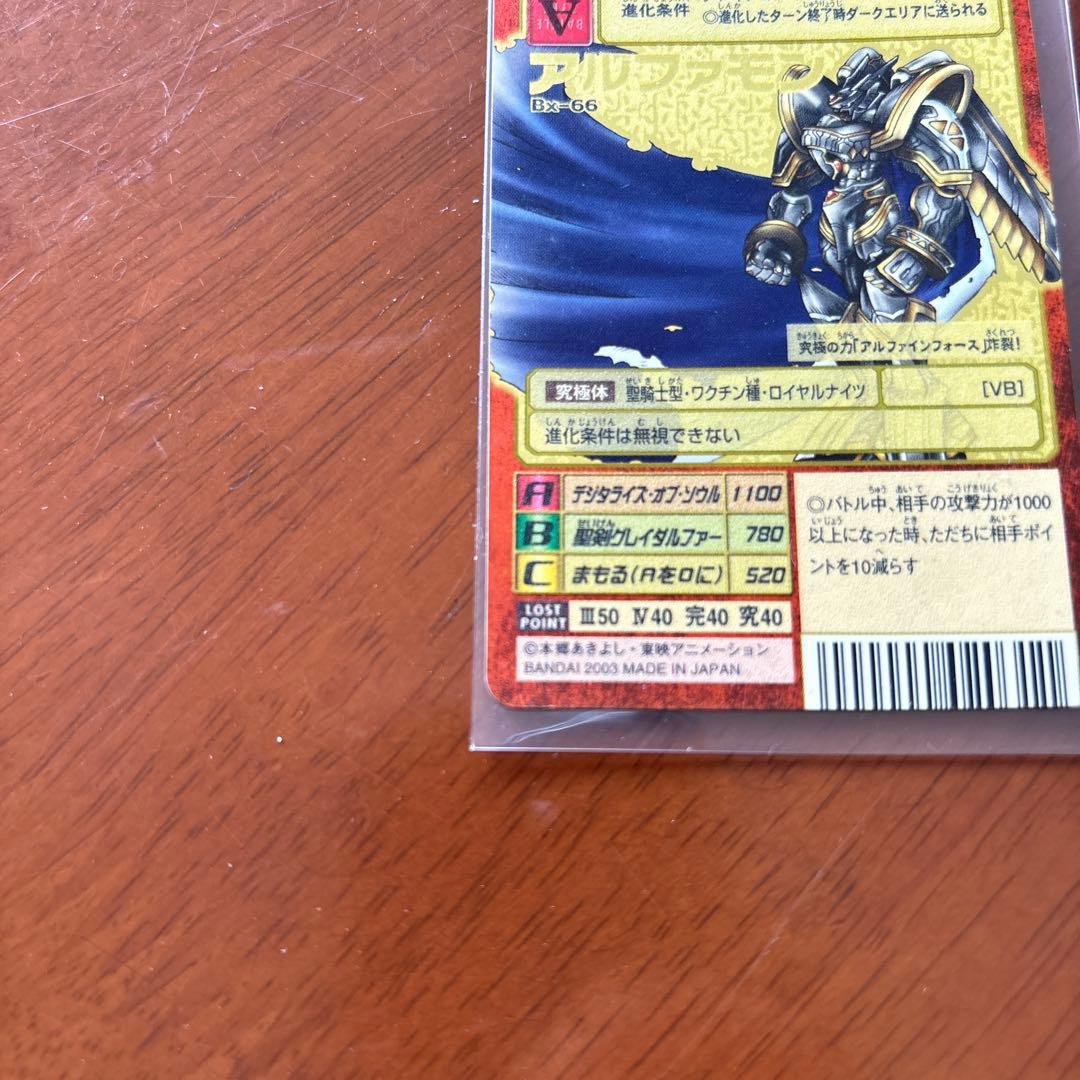 進化条件 ◎進化したターン終了時ダークエリアに送られる
A
アルファモン
Bx-66
究極の力「アルファインフォース」炸裂!
究極体 聖騎士型・ワクチン種・ロイヤルナイツ [VB]
進化条件は無視できない
A デジタライズ・オブ・ソウル 1100
B 聖剣グレイダルファー 780
C まもる(Aを0に) 520
LOST POINT Ⅲ50 Ⅳ40 完40 究40
◎バトル中、相手の攻撃力が1000
以上になった時、ただちに相手ポイ
ントを10減らす
©本郷あきよし・東映アニメーション
BANDAI 2003 MADE IN JAPAN